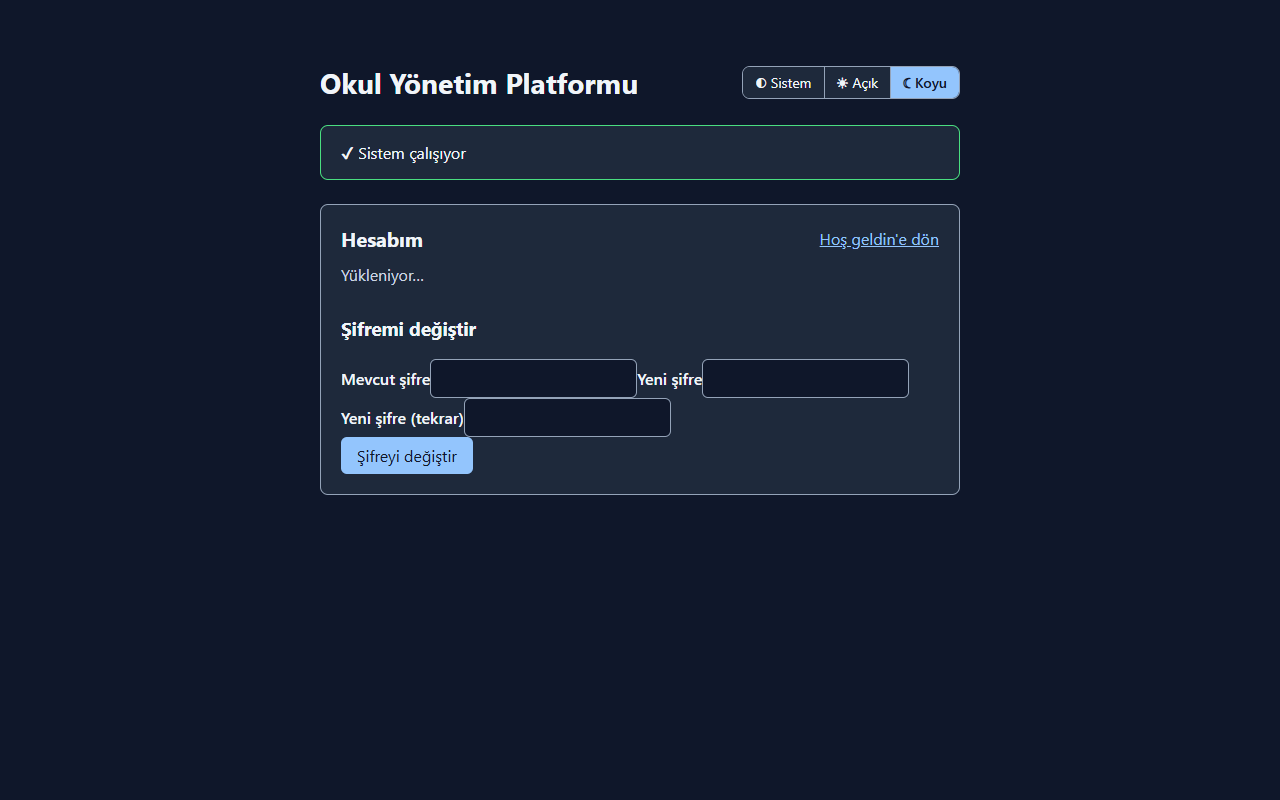 Okul Yönetim Platformu
◐ Sistem ☀ Açık ☾ Koyu
✔ Sistem çalışıyor
Hesabım Hoş geldin'e dön
Yükleniyor...
Şifremi değiştir
Mevcut şifre Yeni şifre
Yeni şifre (tekrar)
Şifreyi değiştir